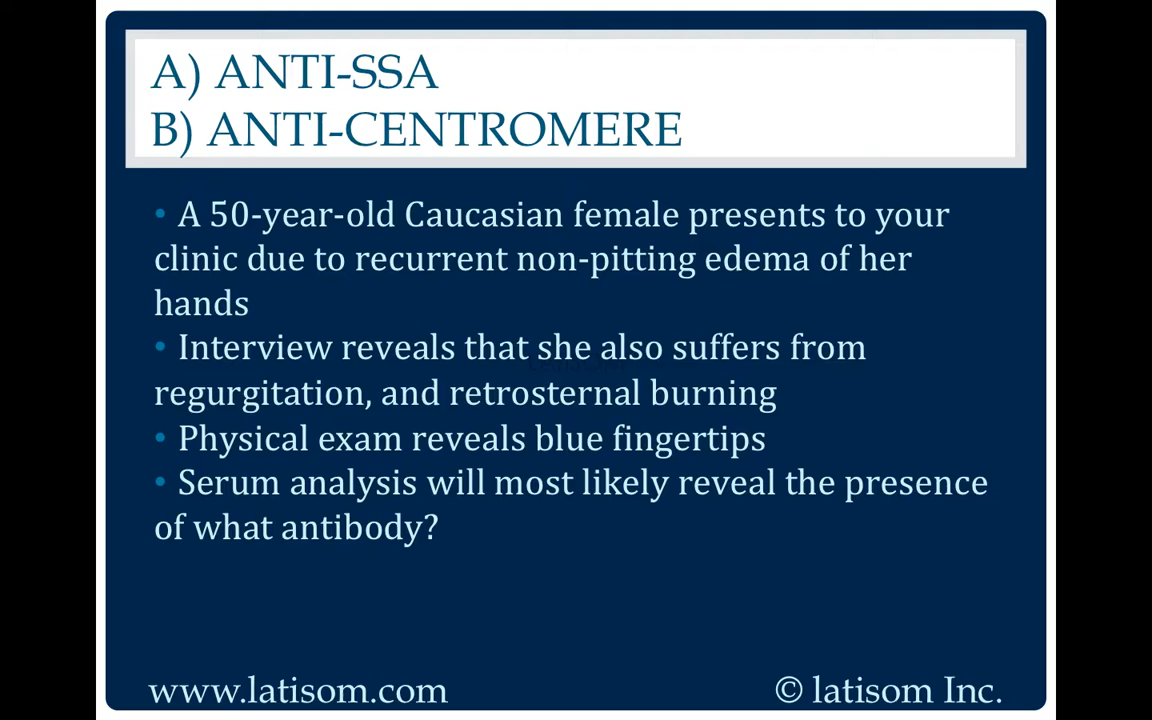 A) ANTI-SSA
B) ANTI-CENTROMERE
• A 50-year-old Caucasian female presents to your
clinic due to recurrent non-pitting edema of her
hands
• Interview reveals that she also suffers from
regurgitation, and retrosternal burning
• Physical exam reveals blue fingertips
• Serum analysis will most likely reveal the presence
of what antibody?
www.latisom.com
© latisom Inc.